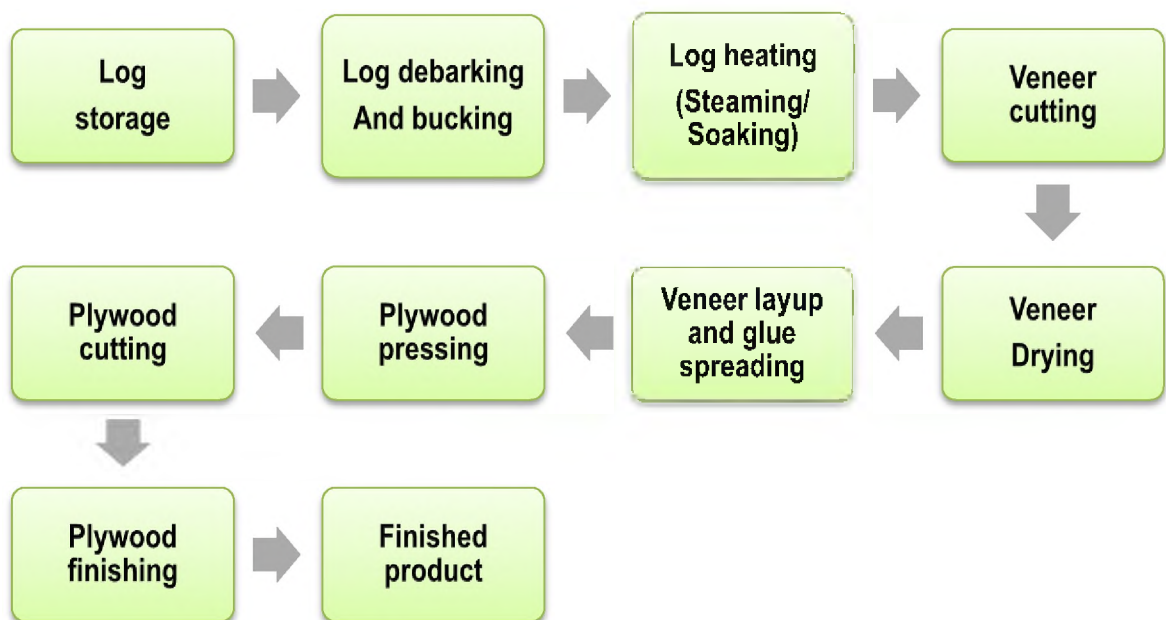 Log
storage
Log debarking
And bucking
Log heating
(Steaming/
Soaking)
Veneer
cutting
Veneer
Drying
Veneer layup
and glue
spreading
Plywood
pressing
Plywood
cutting
Plywood
finishing
Finished
product